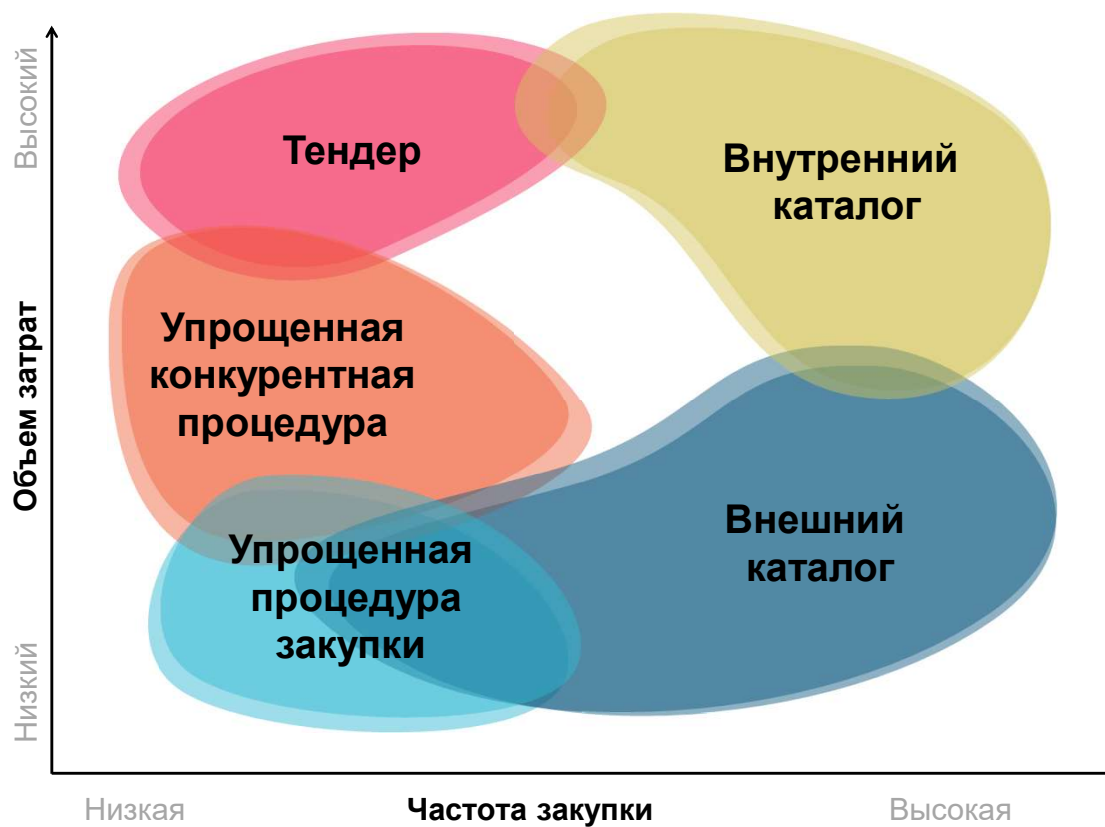 Высокий
Объем затрат
Низкий
Тендер
Внутренний
каталог
Упрощенная
конкурентная
процедура
Внешний
каталог
Упрощенная
процедура
закупки
Низкая
Частота закупки
Высокая